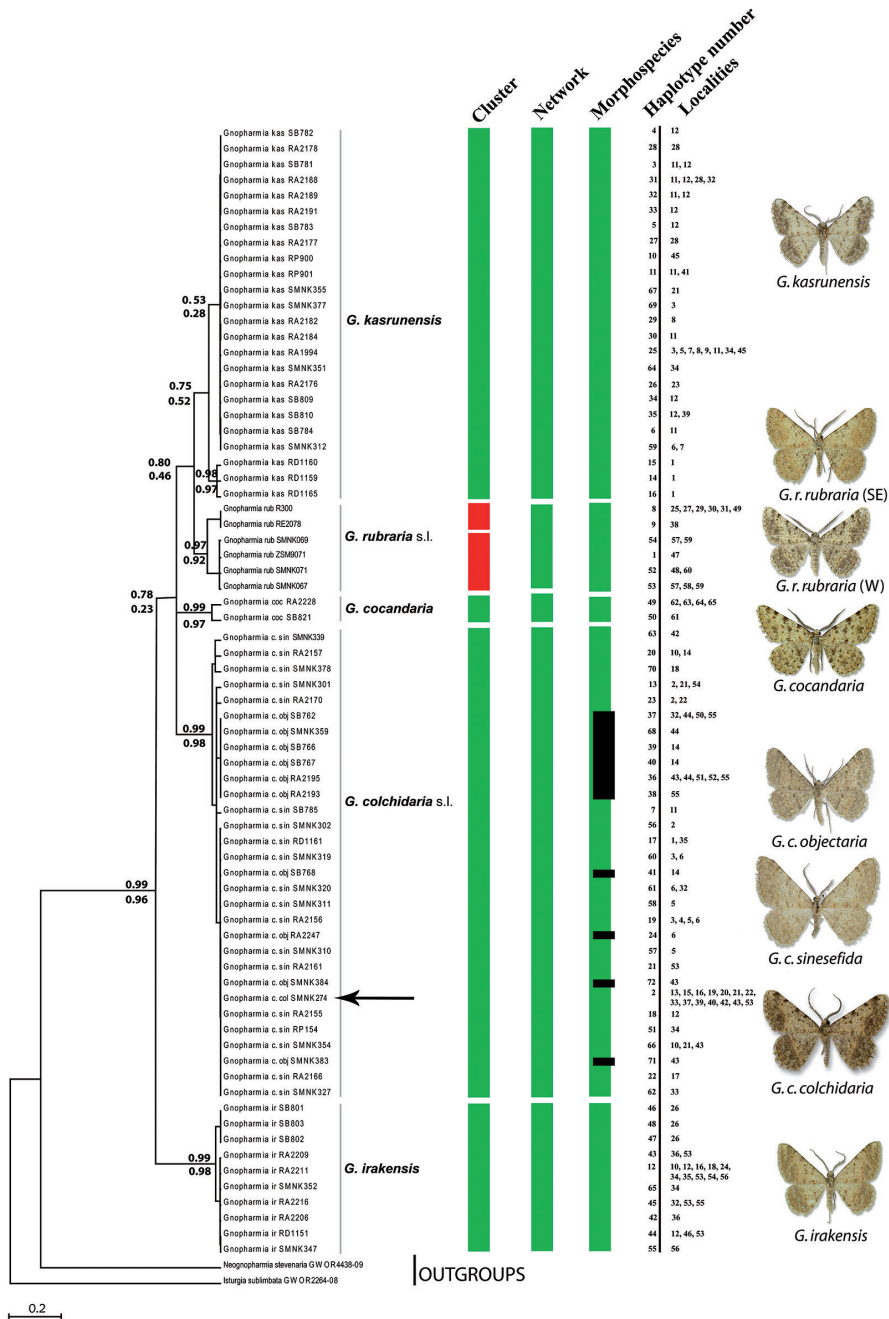 Cluster Network Morphospecies Haplotype number Localities
Gnopharmia kas SB782 4 12
Gnopharmia kas RA2178 28 28
Gnopharmia kas SB781 3 11, 12
Gnopharmia kas RA2188 31 11, 12, 28, 32
Gnopharmia kas RA2189 32 11, 12
Gnopharmia kas RA2191 33 12
Gnopharmia kas SB783 5 12
Gnopharmia kas RA2177 27 28
Gnopharmia kas RP900 10 45
Gnopharmia kas RP901 11 11, 41
G. kasrunensis
Gnopharmia kas SMNK355 67 21
0.53
0.28
Gnopharmia kas SMNK377 69 3
Gnopharmia kas RA2182 29 8
G. kasrunensis
Gnopharmia kas RA2184 30 11
Gnopharmia kas RA1994 25 3, 5, 7, 8, 9, 11, 34, 45
Gnopharmia kas SMNK351 64 34
0.75
0.52
Gnopharmia kas RA2176 26 23
Gnopharmia kas SB809 34 12
Gnopharmia kas SB810 35 12, 39
Gnopharmia kas SB784 6 11
Gnopharmia kas SMNK312 59 6, 7
0.80
0.46
Gnopharmia kas RD1160 15 1
0.98
0.97
Gnopharmia kas RD1159 14 1
Gnopharmia kas RD1165 16 1
G. r. rubraria (SE)
Gnopharmia rub R300 8 25, 27, 29, 30, 31, 49
Gnopharmia rub RE2078 9 38
G. rubraria s.l.
0.97
0.92
Gnopharmia rub SMNK069 54 57, 59
Gnopharmia rub ZSM9071 1 47
Gnopharmia rub SMNK071 52 48, 60
Gnopharmia rub SMNK067 53 57, 58, 59
G. r. rubraria (W)
0.78
0.23
Gnopharmia coc RA2228 49 62, 63, 64, 65
0.99
0.97
G. cocandaria
Gnopharmia coc SB821 50 61
Gnopharmia c. sin SMNK339 63 42
Gnopharmia c. sin RA2157 20 10, 14
Gnopharmia c. sin SMNK378 70 18
G. cocandaria
Gnopharmia c. sin SMNK301 13 2, 21, 54
Gnopharmia c. sin RA2170 23 2, 22
Gnopharmia c. obj SB762 37 32, 44, 50, 55
0.99
0.98
Gnopharmia c. obj SMNK359 68 44
Gnopharmia c. obj SB766 39 14
Gnopharmia c. obj SB767 40 14
Gnopharmia c. obj RA2195 36 43, 44, 51, 52, 55
Gnopharmia c. obj RA2193 38 55
G. colchidaria s.l.
Gnopharmia c. sin SB785 7 11
Gnopharmia c. sin SMNK302 56 2
Gnopharmia c. sin RD1161 17 1, 35
G. c. objectaria
Gnopharmia c. sin SMNK319 60 3, 6
Gnopharmia c. obj SB768 41 14
0.99
0.96
Gnopharmia c. sin SMNK320 61 6, 32
Gnopharmia c. sin SMNK311 58 5
Gnopharmia c. sin RA2156 19 3, 4, 5, 6
Gnopharmia c. obj RA2247 24 6
Gnopharmia c. sin SMNK310 57 5
G. c. sinesefida
Gnopharmia c. sin RA2161 21 53
Gnopharmia c. obj SMNK384 72 43
Gnopharmia c. col SMNK274 2 13, 15, 16, 19, 20, 21, 22,
33, 37, 39, 40, 42, 43, 53
Gnopharmia c. sin RA2155 18 12
Gnopharmia c. sin RP154 51 34
Gnopharmia c. sin SMNK354 66 10, 21, 43
Gnopharmia c. obj SMNK383 71 43
Gnopharmia c. sin RA2166 22 17
G. c. colchidaria
Gnopharmia c. sin SMNK327 62 33
Gnopharmia ir SB801 46 26
Gnopharmia ir SB803 48 26
Gnopharmia ir SB802 47 26
0.99
0.98
Gnopharmia ir RA2209 43 36, 53
G. irakensis
Gnopharmia ir RA2211 12 10, 12, 16, 18, 24,
34, 35, 53, 54, 56
Gnopharmia ir SMNK352 65 34
Gnopharmia ir RA2216 45 32, 53, 55
Gnopharmia ir RA2206 42 36
Gnopharmia ir RD1151 44 12, 46, 53
G. irakensis
Gnopharmia ir SMNK347 55 56
Neognopharmia stevenaria GW OR4438-09
OUTGROUPS
Isturgia sublimbata GW OR2264-08
0.2